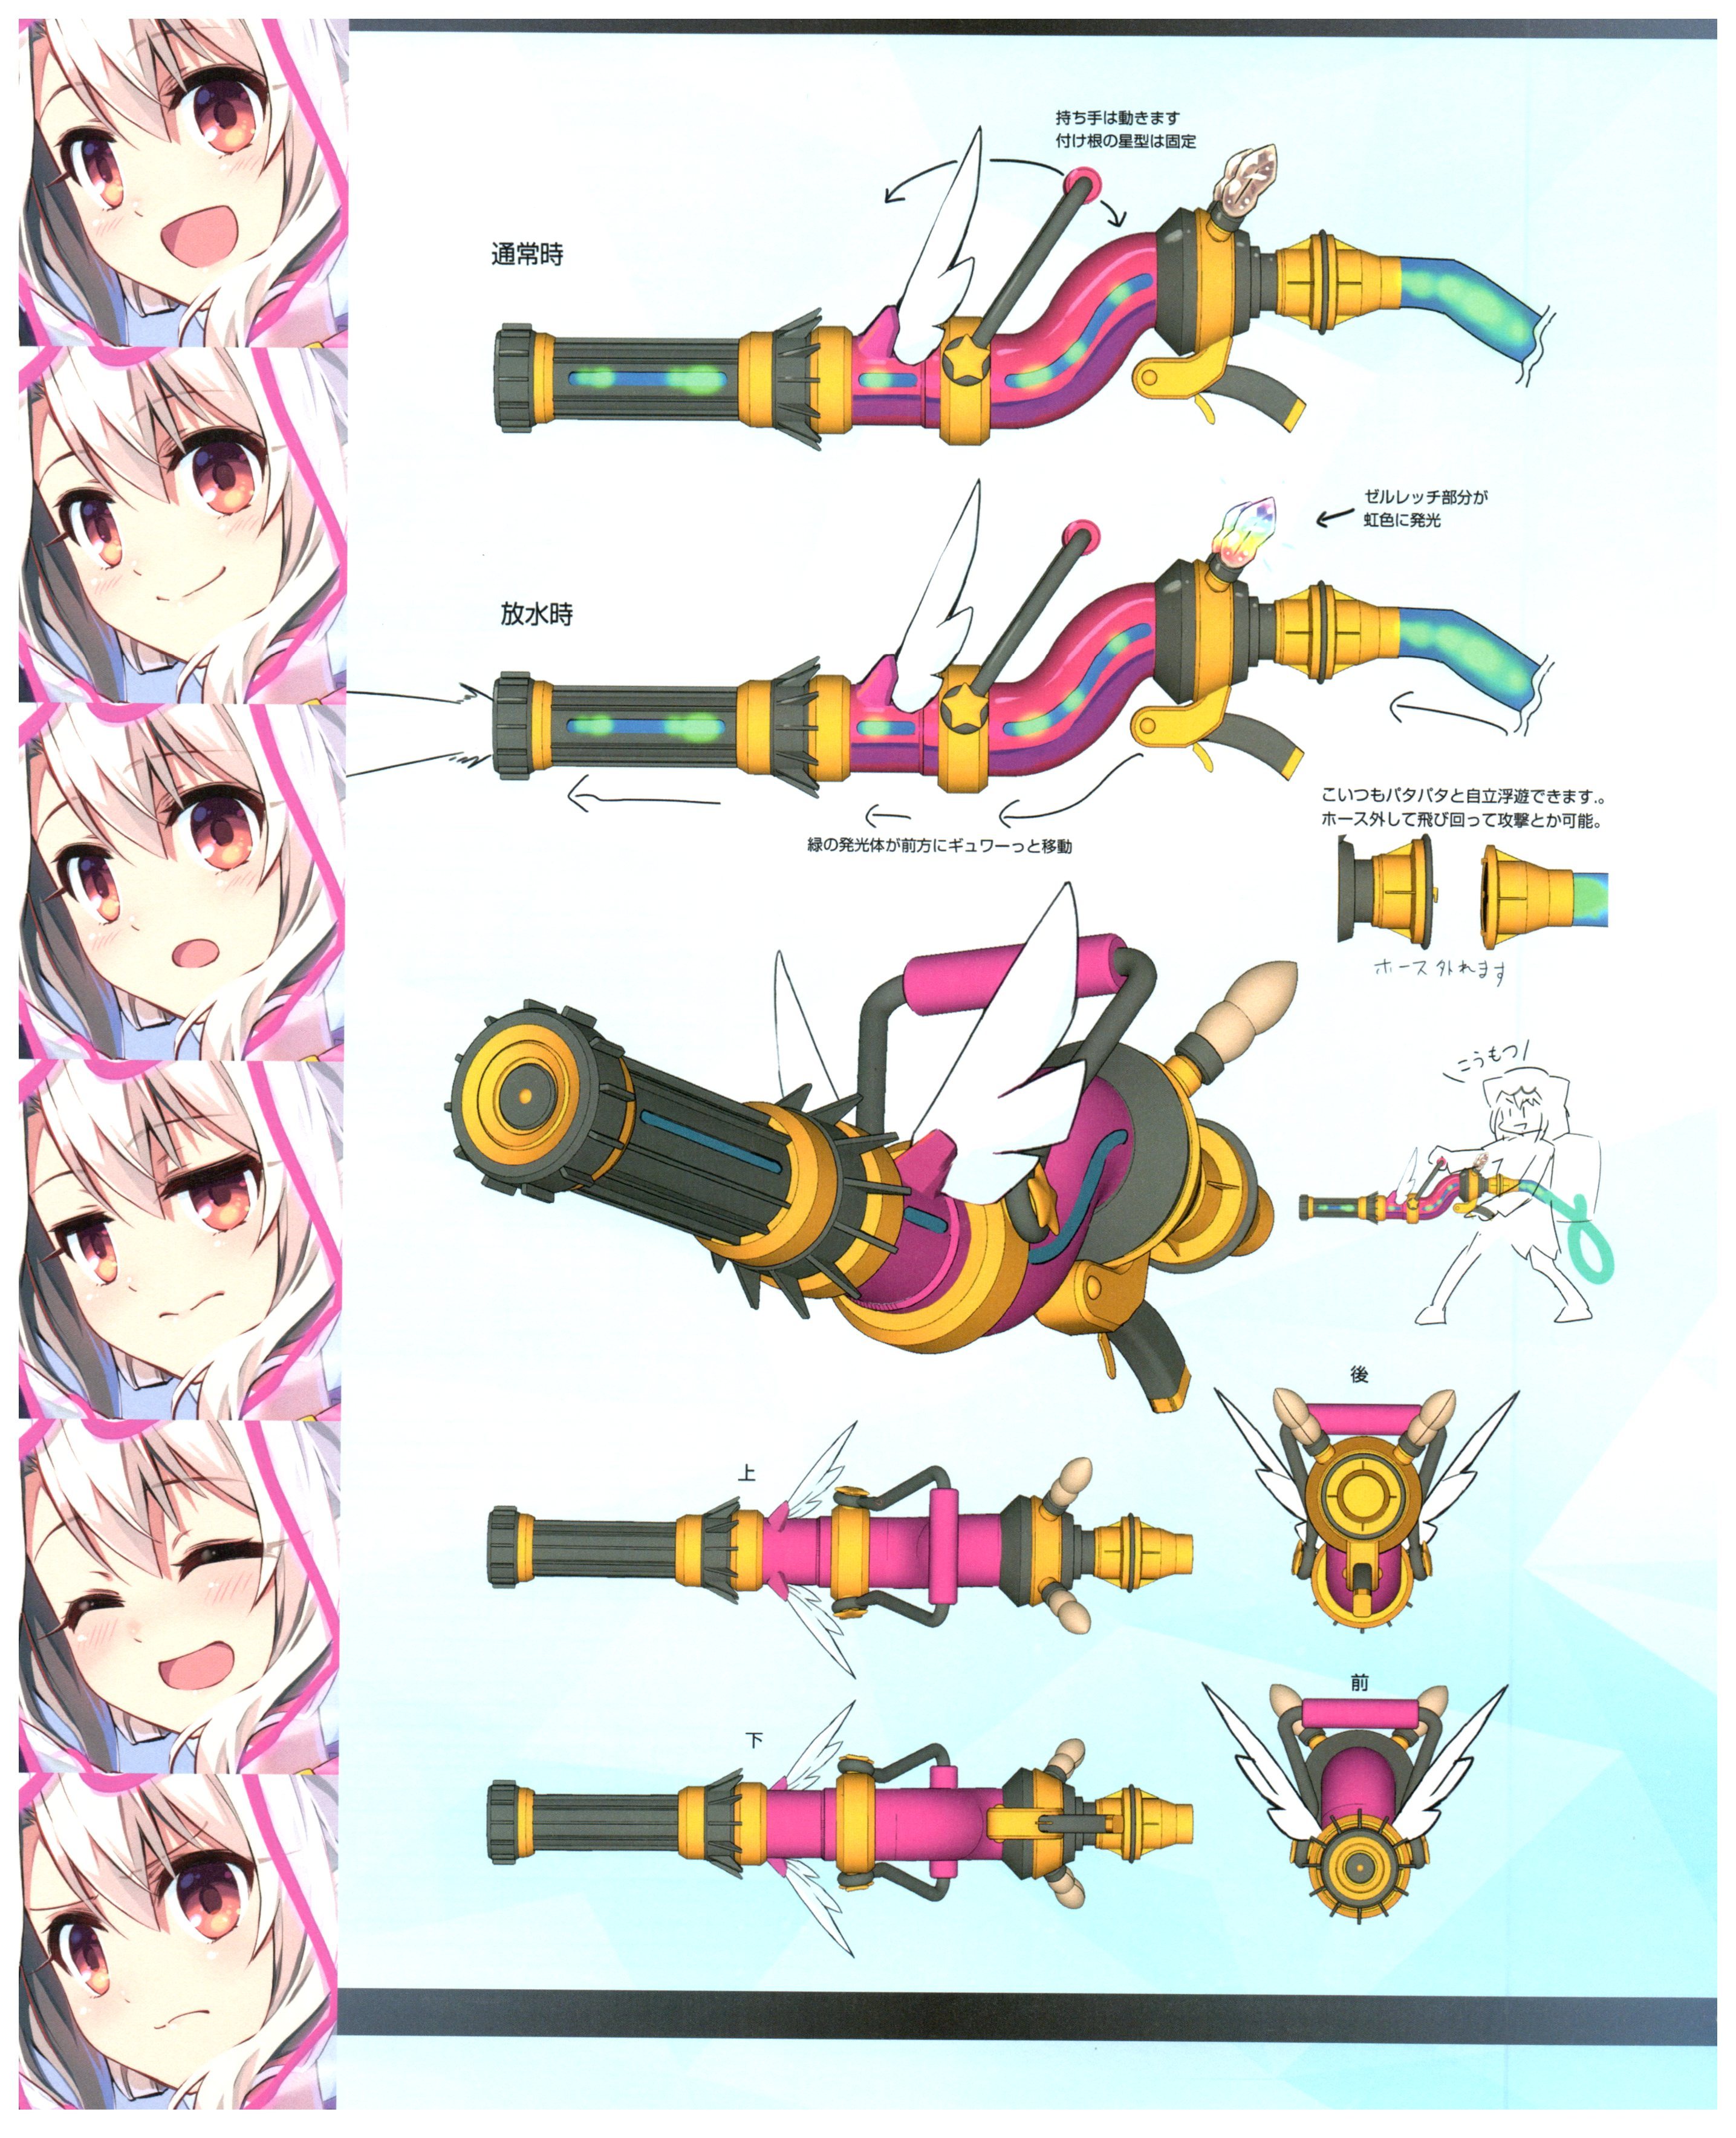 持ち手は動きます
付け根の星型は固定
通常時
ゼルレッチ部分が
虹色に発光
放水時
こいつもパタパタと自立浮遊できます.。
ホース外して飛び回って攻撃とか可能。
緑の発光体が前方にギュワーっと移動
ホース外れます
こうもつ
後
上
前
下